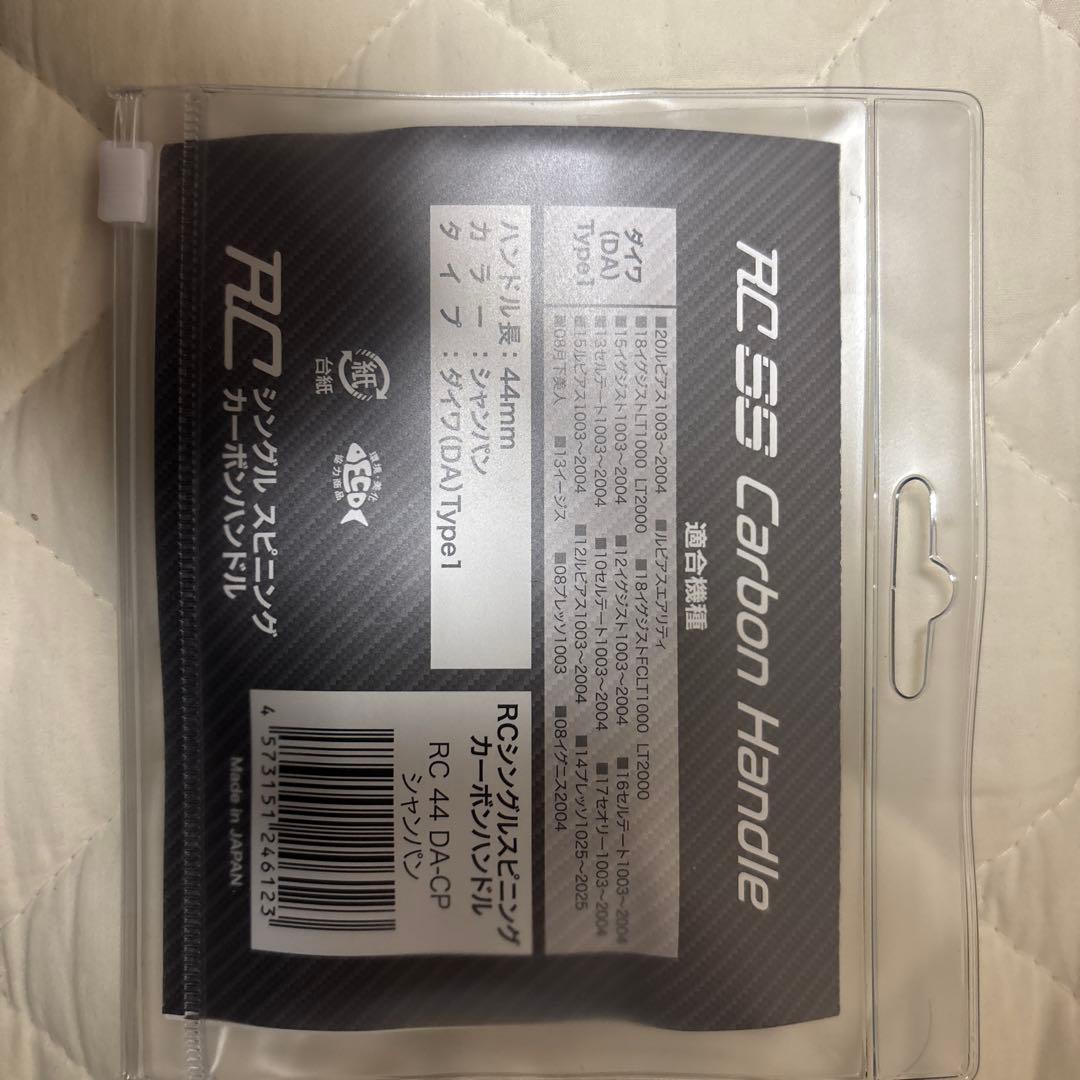 RC SS Carbon Handle
適合機種
ダイワ
(DA)
Type1
■20ルビアス1003～2004 ■ルビアスエアリティ
■18イグジストLT1000 LT2000 ■18イグジストFCLT1000 LT2000
■15イグジスト1003～2004 ■12イグジスト1003～2004 ■16セルテート1003～2004
■13セルテート1003～2004 ■10セルテート1003～2004 ■17セオリー1003～2004
■15ルビアス1003～2004 ■12ルビアス1003～2004 ■14プレッソ1025～2025
■08月下美人 ■13イージス ■08プレッソ1003 ■08イグニス2004
ハンドル長：44mm
カラー：シャンパン
タイプ：ダイワ(DA)Type1
紙
台紙
環境・美化
ECO
協力商品
RC シングル スピニング
カーボンハンドル
RCシングルスピニング
カーボンハンドル
RC 44 DA-CP
シャンパン
4 573151 246123
Made in JAPAN